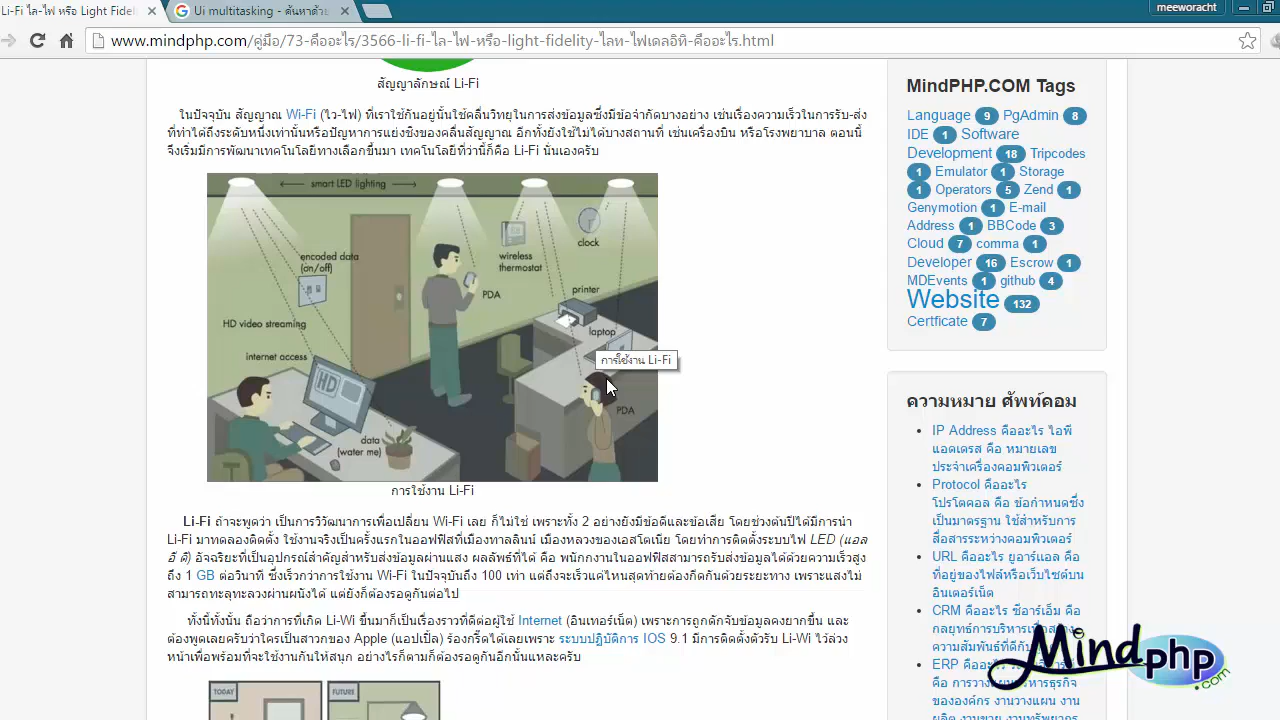 Li-Fi ไล-ไฟ หรือ Light Fidel
Ui multitasking - ค้นหาด้วย
meeworacht
www.mindphp.com/คู่มือ/73-คืออะไร/3566-li-fi-ไล-ไฟ-หรือ-light-fidelity-ไลท-ไฟเดลอิทิ-คืออะไร.html
สัญญาลักษณ์ Li-Fi
ในปัจจุบัน สัญญาณ Wi-Fi (ไว-ไฟ) ที่เราใช้กันอยู่นั้นใช้คลื่นวิทยุในการส่งข้อมูลซึ่งมีข้อจำกัดบางอย่าง เช่นเรื่องความเร็วในการรับ-ส่ง
ที่ทำได้ถึงระดับหนึ่งเท่านั้นหรือปัญหาการแย่งชิงของคลื่นสัญญาณ อีกทั้งยังใช้ไม่ได้บางสถานที่ เช่นเครื่องบิน หรือโรงพยาบาล ตอนนี้
จึงเริ่มมีการพัฒนาเทคโนโลยีทางเลือกขึ้นมา เทคโนโลยีที่ว่านี้ก็คือ Li-Fi นั่นเองครับ
smart LED lighting
encoded data
(on/off)
clock
wireless
thermostat
PDA
printer
HD video streaming
laptop
internet access
การใช้งาน Li-Fi
HD
PDA
data
(water me)
การใช้งาน Li-Fi
Li-Fi ถ้าจะพูดว่า เป็นการวิวัฒนาการเพื่อเปลี่ยน Wi-Fi เลย ก็ไม่ใช่ เพราะทั้ง 2 อย่างยังมีข้อดีและข้อเสีย โดยช่วงต้นปีได้มีการนำ
Li-Fi มาทดลองติดตั้ง ใช้งานจริงเป็นครั้งแรกในออฟฟิสที่เมืองทาลลินน์ เมืองหลวงของเอสโตเนีย โดยทำการติดตั้งระบบไฟ LED (แอล
อี ดี) อัจฉริยะที่เป็นอุปกรณ์สำคัญสำหรับส่งข้อมูลผ่านแสง ผลลัพธ์ที่ได้ คือ พนักกงานในออฟฟิสสามารถรับส่งข้อมูลได้ด้วยความเร็วสูง
ถึง 1 GB ต่อวินาที ซึ่งเร็วกว่าการใช้งาน Wi-Fi ในปัจจุบันถึง 100 เท่า แต่ถึงจะเร็วแค่ไหนสุดท้ายต้องกีดกันด้วยระยะทาง เพราะแสงไม่
สามารถทะลุทะลวงผ่านผนังได้ แต่ยังก็ต้องรอดูกันต่อไป
ทั้งนี้ทั้งนั้น ถือว่าการที่เกิด Li-Wi ขึ้นมาก็เป็นเรื่องราวที่ดีต่อผู้ใช้ Internet (อินเทอร์เน็ต) เพราะการถูกดักจับข้อมูลคงยากขึ้น และ
ต้องพูดเลยครับว่าใครเป็นสาวกของ Apple (แอปเปิ้ล) ร้องกรี๊ดได้เลยเพราะ ระบบปฏิบัติการ IOS 9.1 มีการติดตั้งตัวรับ Li-Wi ไว้ล่วง
หน้าเพื่อพร้อมที่จะใช้งานกันให้สนุก อย่างไรก็ตามก็ต้องรอดูกันอีกนั้นแหละครับ
TODAY
FUTURE
MindPHP.COM Tags
Language 9 PgAdmin 8
IDE 1 Software
Development 18 Tripcodes
1 Emulator 1 Storage
1 Operators 5 Zend 1
Genymotion 1 E-mail
Address 1 BBCode 3
Cloud 7 comma 1
Developer 16 Escrow 1
MDEvents 1 github 4
Website 132
Certficate 7
ความหมาย ศัพท์คอม
IP Address คืออะไร ไอพี
แอดเดรส คือ หมายเลข
ประจำเครื่องคอมพิวเตอร์
Protocol คืออะไร
โปรโตคอล คือ ข้อกำหนดซึ่ง
เป็นมาตรฐาน ใช้สำหรับการ
สื่อสารระหว่างคอมพิวเตอร์
URL คืออะไร ยูอาร์แอล คือ
ที่อยู่ของไฟล์หรือเว็บไซต์บน
อินเตอร์เน็ต
CRM คืออะไร ซีอาร์เอ็ม คือ
กลยุทธ์การบริหารเพื่อสร้าง
ความสัมพันธ์ที่ดีกับ
ERP คืออะไร
คือ การวางแผนบริหารธุรกิจ
ขององค์กร งานวางแผน งาน
ผลิต งานขาย งานทรัพยากร
Mindphp.com